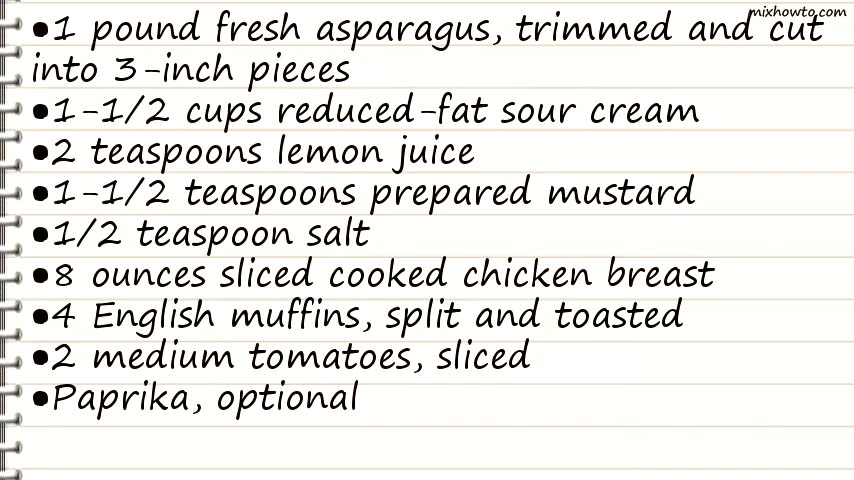 mixhowto.com
•1 pound fresh asparagus, trimmed and cut
into 3-inch pieces
•1-1/2 cups reduced-fat sour cream
•2 teaspoons lemon juice
•1-1/2 teaspoons prepared mustard
•1/2 teaspoon salt
•8 ounces sliced cooked chicken breast
•4 English muffins, split and toasted
•2 medium tomatoes, sliced
•Paprika, optional